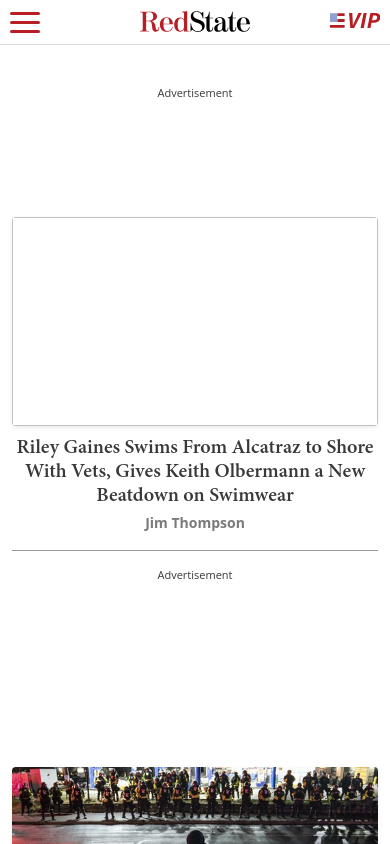 RedState
VIP
Advertisement
Riley Gaines Swims From Alcatraz to Shore
With Vets, Gives Keith Olbermann a New
Beatdown on Swimwear
Jim Thompson
Advertisement